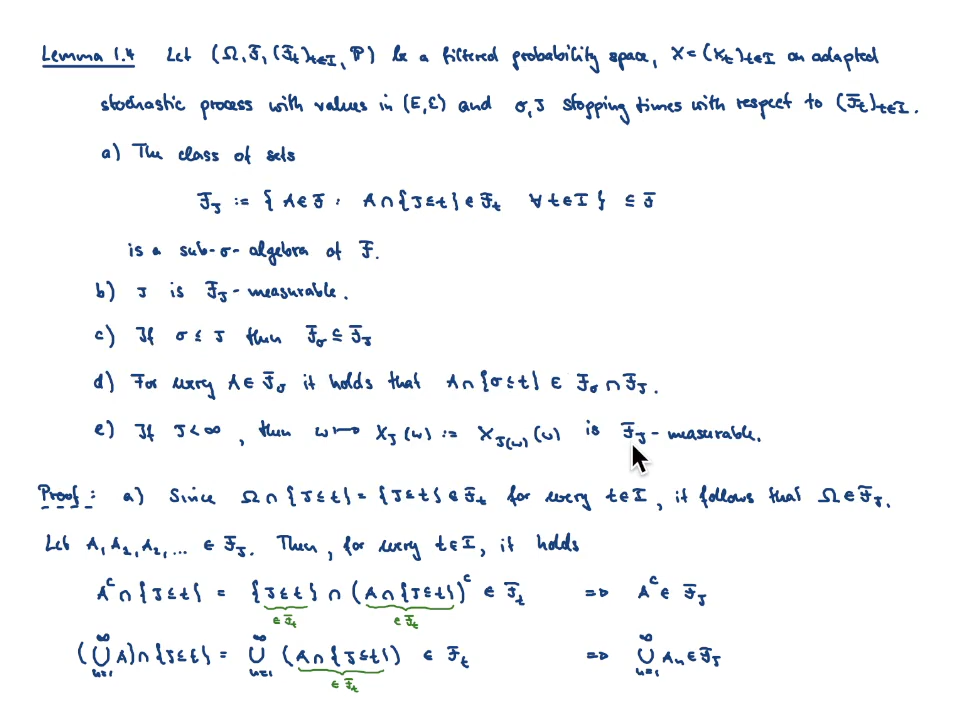 Lemma 1.4 Let (Ω, F, (F_t)_{t∈I}, P) be a filtered probability space, X = (X_t)_{t∈I} an adapted
stochastic process with values in (E, ℰ) and σ, τ stopping times with respect to (F_t)_{t∈I}.
a) The class of sets
F_τ := { A ∈ F : A ∩ {τ ≤ t} ∈ F_t ∀ t ∈ I } ⊆ F
is a sub-σ-algebra of F.
b) τ is F_τ-measurable.
c) If σ ≤ τ then F_σ ⊆ F_τ
d) For every A ∈ F_σ it holds that A ∩ {σ ≤ τ} ∈ F_σ ∩ F_τ.
e) If τ < ∞, then ω ↦ X_τ(ω) := X_{τ(ω)}(ω) is F_τ-measurable.
Proof: a) Since Ω ∩ {τ ≤ t} = {τ ≤ t} ∈ F_t for every t ∈ I, it follows that Ω ∈ F_τ.
Let A, A_1, A_2, ... ∈ F_τ. Then, for every t ∈ I, it holds
A^c ∩ {τ ≤ t} = {τ ≤ t} ∩ (A ∩ {τ ≤ t})^c ∈ F_t ⇒ A^c ∈ F_τ
∈ F_t ∈ F_t
(⋃_{n=1}^∞ A) ∩ {τ ≤ t} = ⋃_{n=1}^∞ (A ∩ {τ ≤ t}) ∈ F_t ⇒ ⋃_{n=1}^∞ A_n ∈ F_τ
∈ F_t